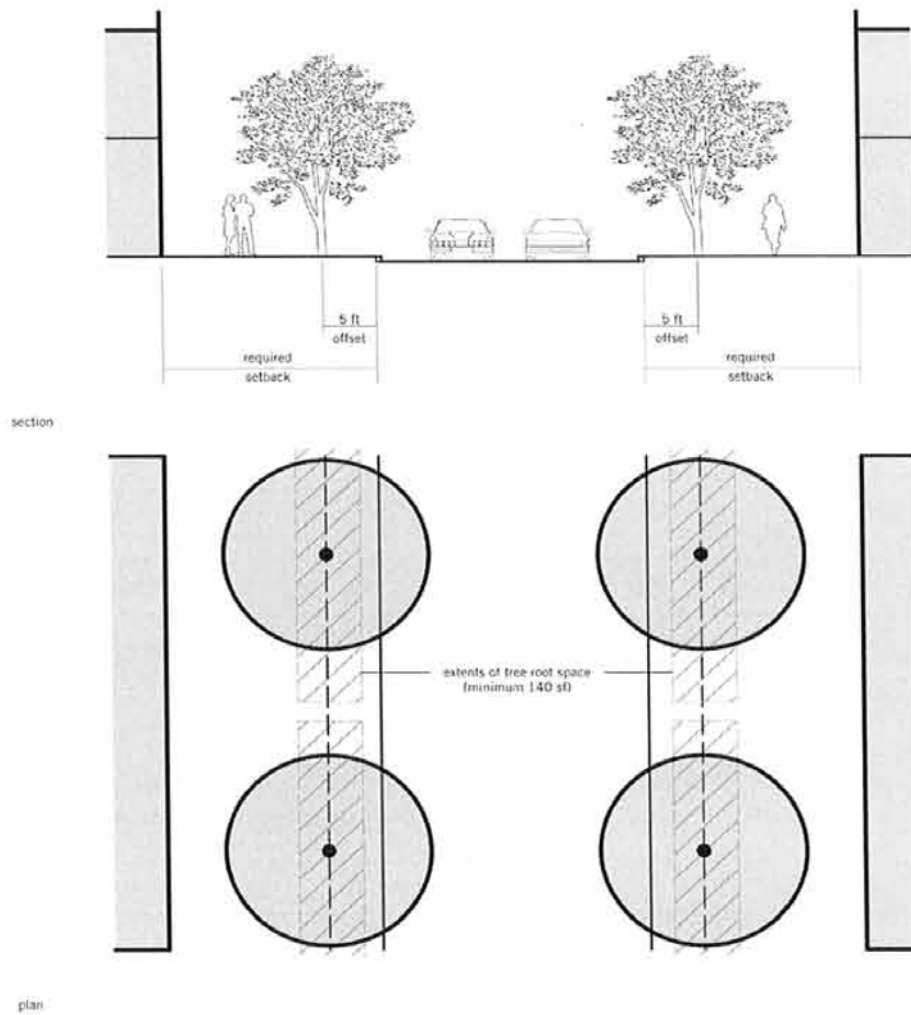 5 ft
offset
5 ft
offset
required
setback
required
setback
section
extents of tree root space
(minimum 140 sf)
plan